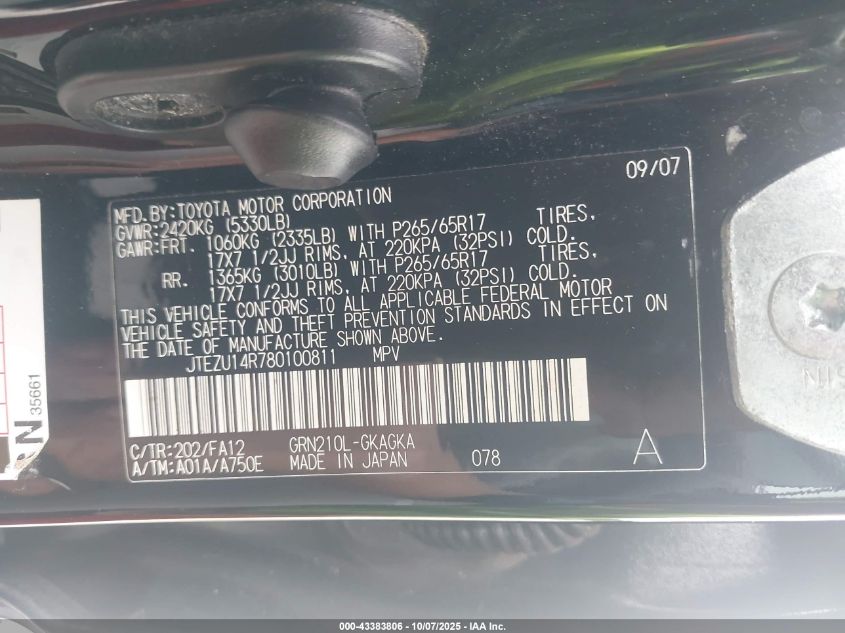 09/07
MFD.BY:TOYOTA MOTOR CORPORATION
GVWR:2420KG (5330LB)
GAWR:FRT. 1060KG (2335LB) WITH P265/65R17 TIRES,
17X7 1/2JJ RIMS, AT 220KPA (32PSI) COLD.
RR. 1365KG (3010LB) WITH P265/65R17 TIRES,
17X7 1/2JJ RIMS, AT 220KPA (32PSI) COLD.
THIS VEHICLE CONFORMS TO ALL APPLICABLE FEDERAL MOTOR
VEHICLE SAFETY AND THEFT PREVENTION STANDARDS IN EFFECT ON
THE DATE OF MANUFACTURE SHOWN ABOVE.
JTEZU14R780100811 MPV
C/TR:202/FA12 GRN210L-GKAGKA
A/TM:A01A/A750E MADE IN JAPAN 078 A
35661
000-43383806 - 10/07/2025 - IAA Inc.